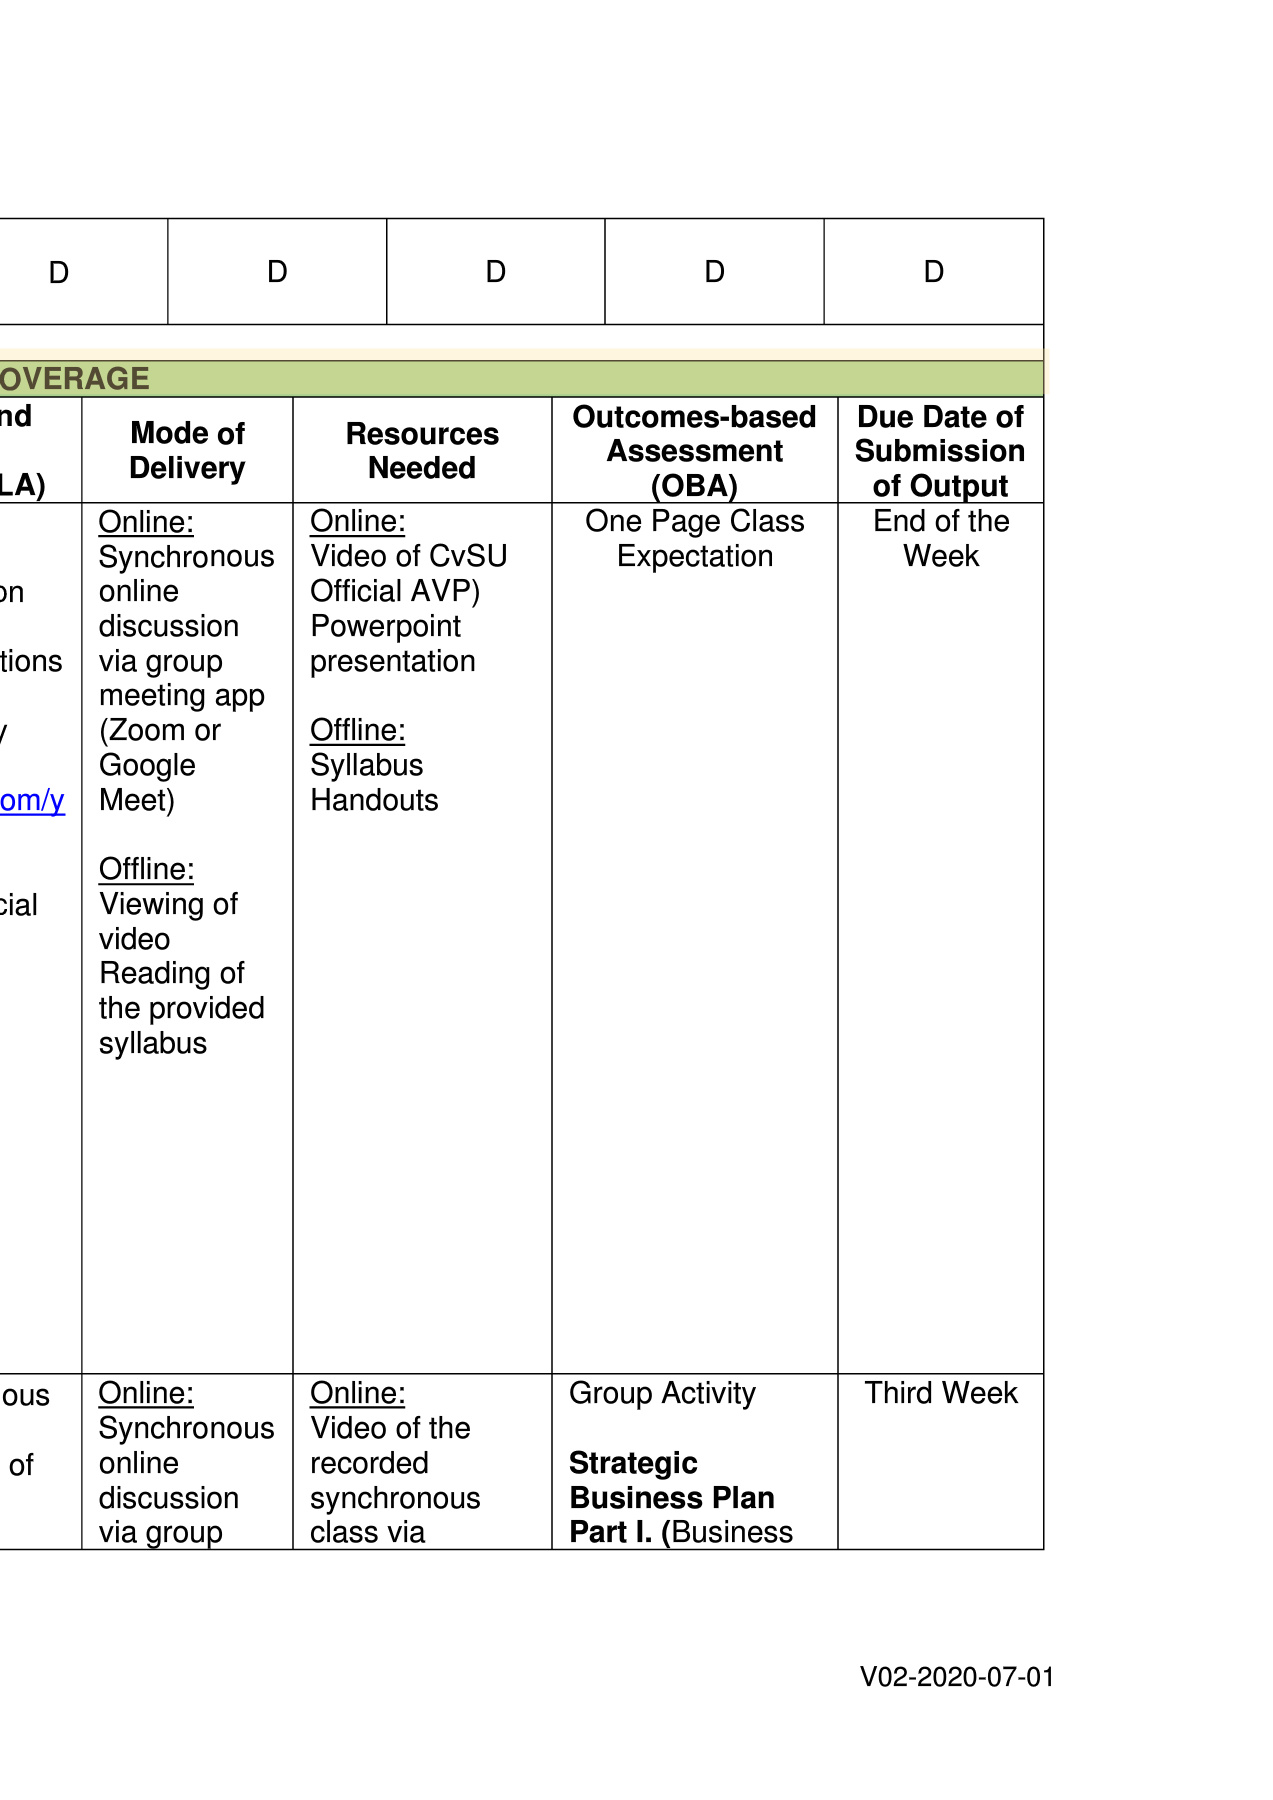 D D D D D
OVERAGE
nd
LA)
Mode of
Delivery
Resources
Needed
Outcomes-based
Assessment
(OBA)
Due Date of
Submission
of Output
on
tions
y
om/y
cial
Online:
Synchronous
online
discussion
via group
meeting app
(Zoom or
Google
Meet)
Offline:
Viewing of
video
Reading of
the provided
syllabus
Online:
Video of CvSU
Official AVP)
Powerpoint
presentation
Offline:
Syllabus
Handouts
One Page Class
Expectation
End of the
Week
ous
of
Online:
Synchronous
online
discussion
via group
Online:
Video of the
recorded
synchronous
class via
Group Activity
Strategic
Business Plan
Part I. (Business
Third Week
V02-2020-07-01